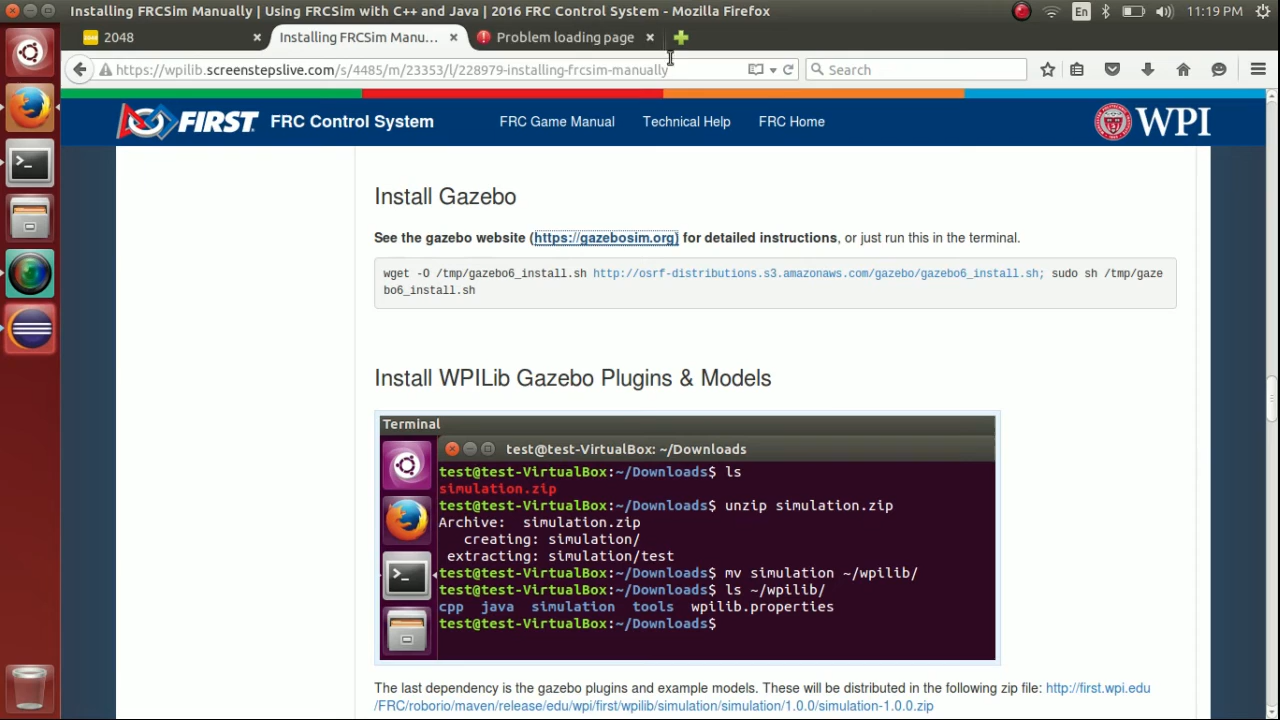 Installing FRCSim Manually | Using FRCSim with C++ and Java | 2016 FRC Control System - Mozilla Firefox
En
11:19 PM
2048
Installing FRCSim Manu...
Problem loading page
https://wpilib.screenstepslive.com/s/4485/m/23353/l/228979-installing-frcsim-manually
Search
FIRST
FRC Control System
FRC Game Manual
Technical Help
FRC Home
WPI
Install Gazebo
See the gazebo website (https://gazebosim.org) for detailed instructions, or just run this in the terminal.
wget -O /tmp/gazebo6_install.sh http://osrf-distributions.s3.amazonaws.com/gazebo/gazebo6_install.sh; sudo sh /tmp/gaze
bo6_install.sh
Install WPILib Gazebo Plugins & Models
Terminal
test@test-VirtualBox: ~/Downloads
test@test-VirtualBox:~/Downloads$ ls
simulation.zip
test@test-VirtualBox:~/Downloads$ unzip simulation.zip
Archive:  simulation.zip
creating: simulation/
extracting: simulation/test
test@test-VirtualBox:~/Downloads$ mv simulation ~/wpilib/
test@test-VirtualBox:~/Downloads$ ls ~/wpilib/
cpp  java  simulation  tools  wpilib.properties
test@test-VirtualBox:~/Downloads$
The last dependency is the gazebo plugins and example models. These will be distributed in the following zip file: http://first.wpi.edu
/FRC/roborio/maven/release/edu/wpi/first/wpilib/simulation/simulation/1.0.0/simulation-1.0.0.zip